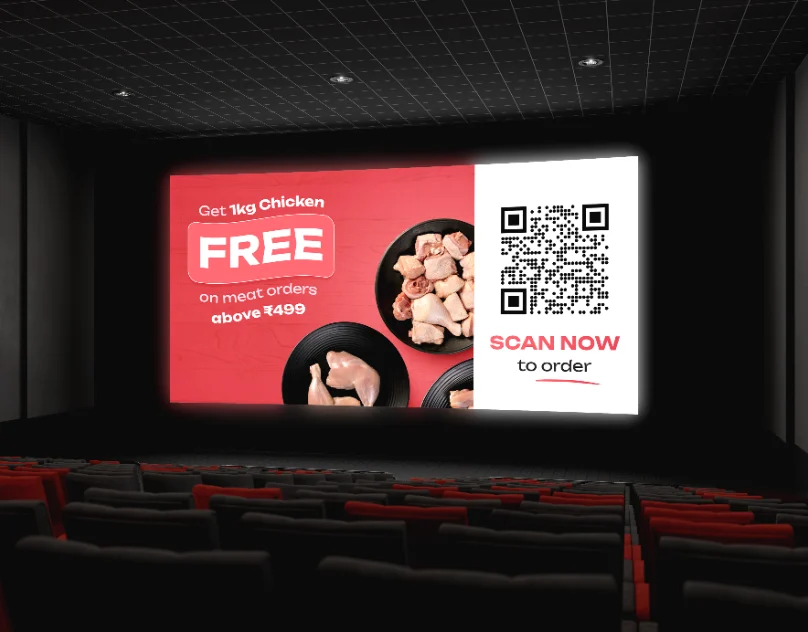 Get 1kg Chicken
FREE
on meat orders
above ₹499
SCAN NOW
to order